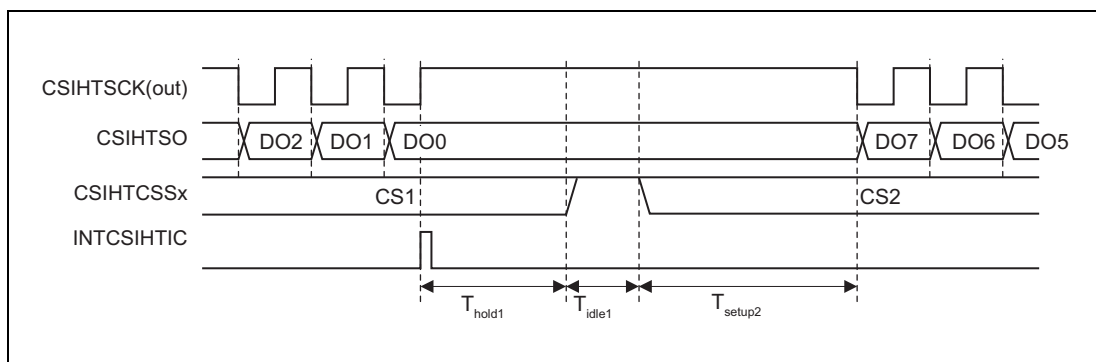 CSIHTSCK(out)
CSIHTSO DO2 DO1 DO0 DO7 DO6 DO5
CSIHTCSSx CS1 CS2
INTCSIHTIC
Thold1 Tidle1 Tsetup2